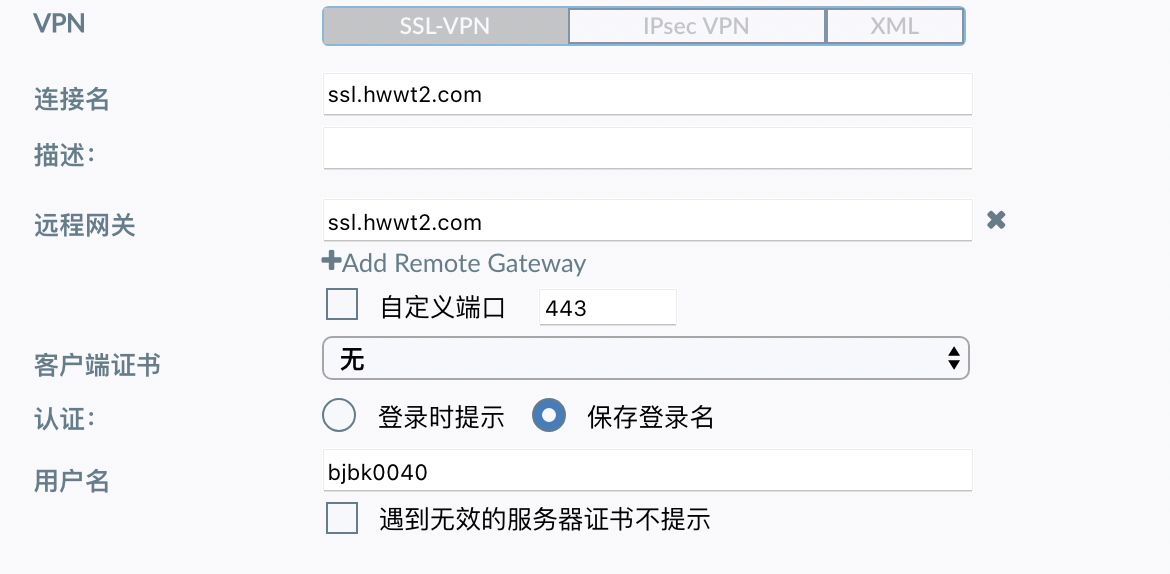 VPN SSL-VPN IPsec VPN XML
连接名 ssl.hwwt2.com
描述：
远程网关 ssl.hwwt2.com
Add Remote Gateway
自定义端口 443
客户端证书 无
认证： 登录时提示 保存登录名
用户名 bjbk0040
遇到无效的服务器证书不提示